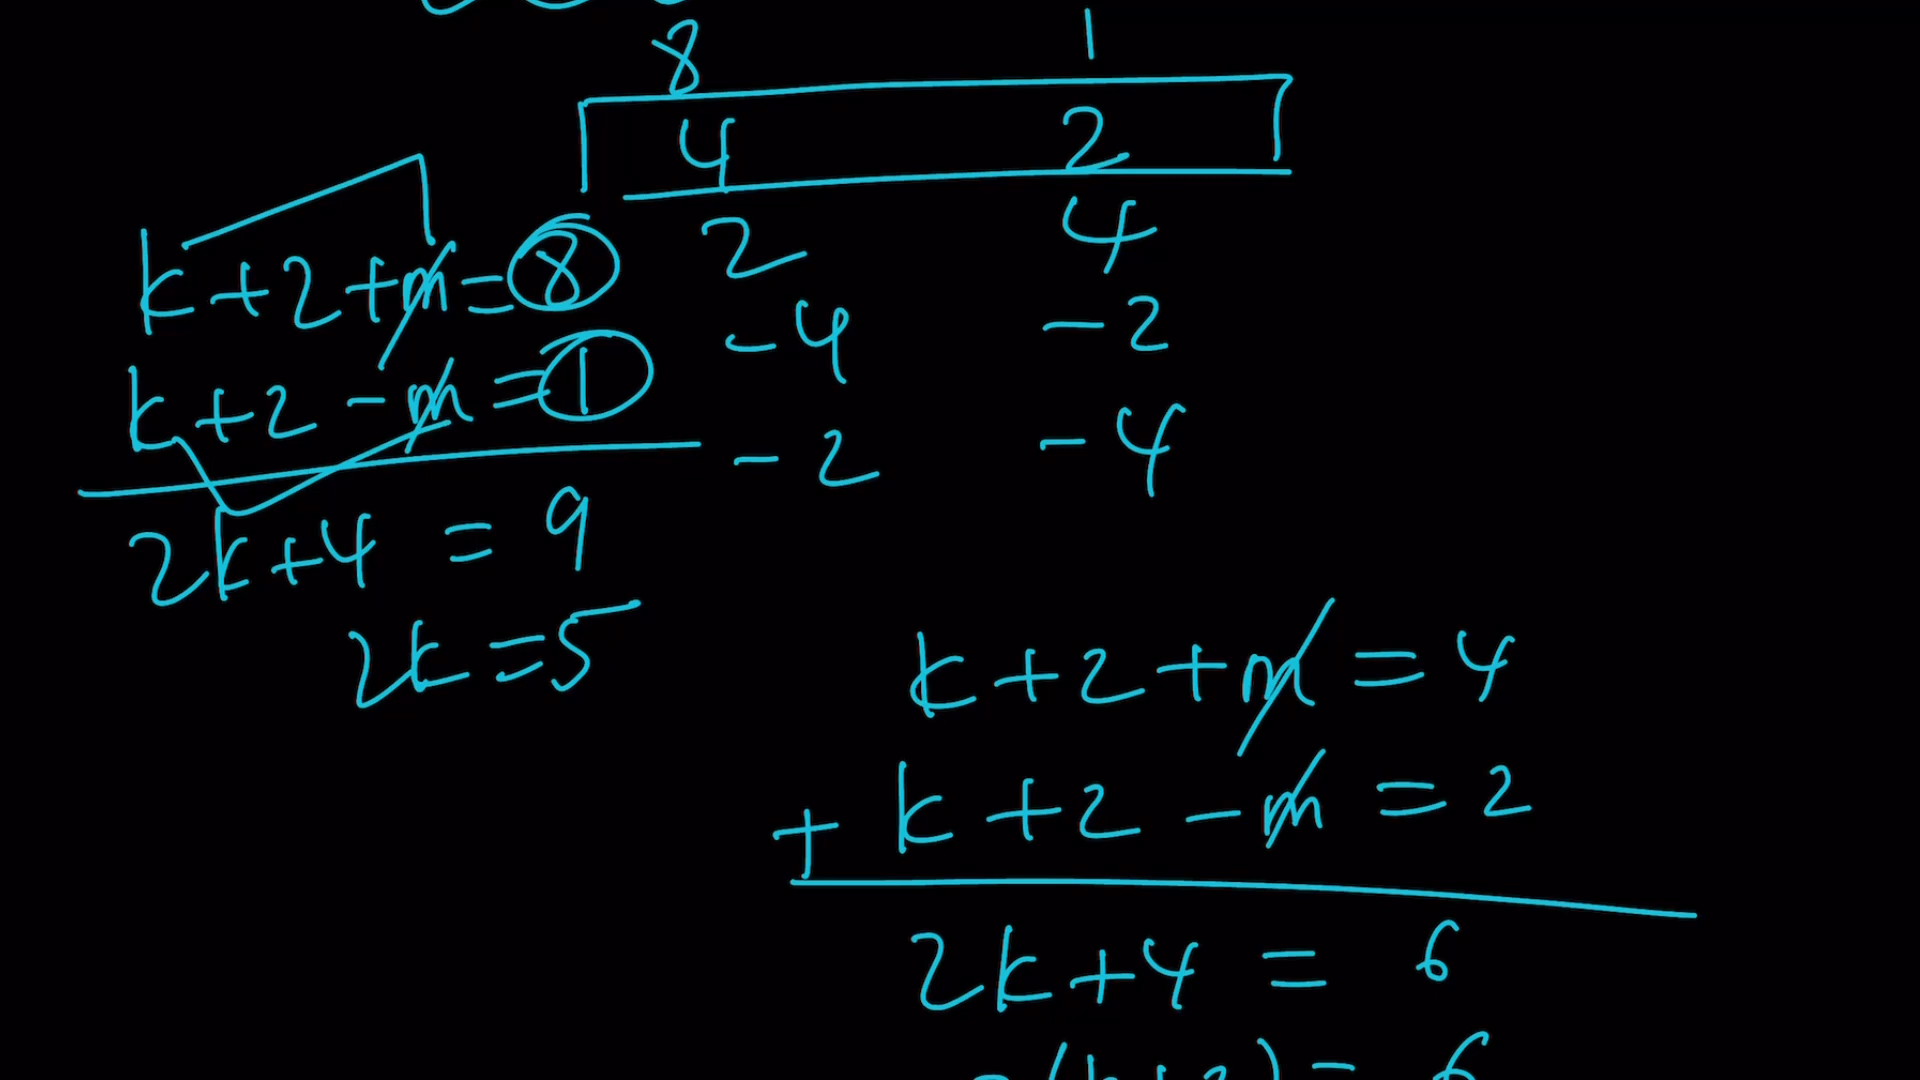 8 1
4 2
2 4
-4 -2
-2 -4
k+2+m=8
k+2-m=1
2k+4=9
2k=5
k+2+m=4
+ k+2-m=2
2k+4=6